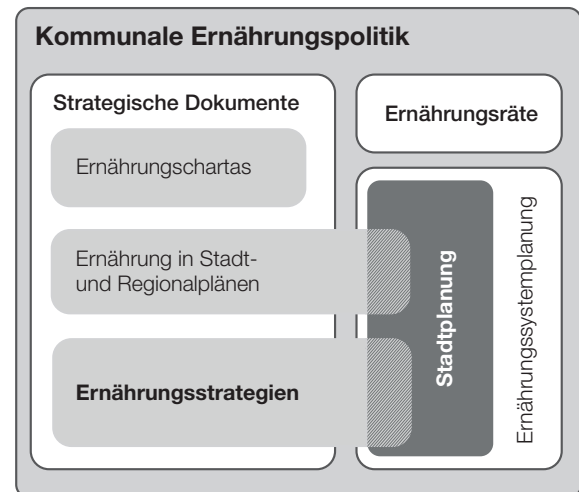 Kommunale Ernährungspolitik
Strategische Dokumente
Ernährungschartas
Ernährung in Stadt-
und Regionalplänen
Ernährungsstrategien
Ernährungsräte
Stadtplanung
Ernährungssystemplanung